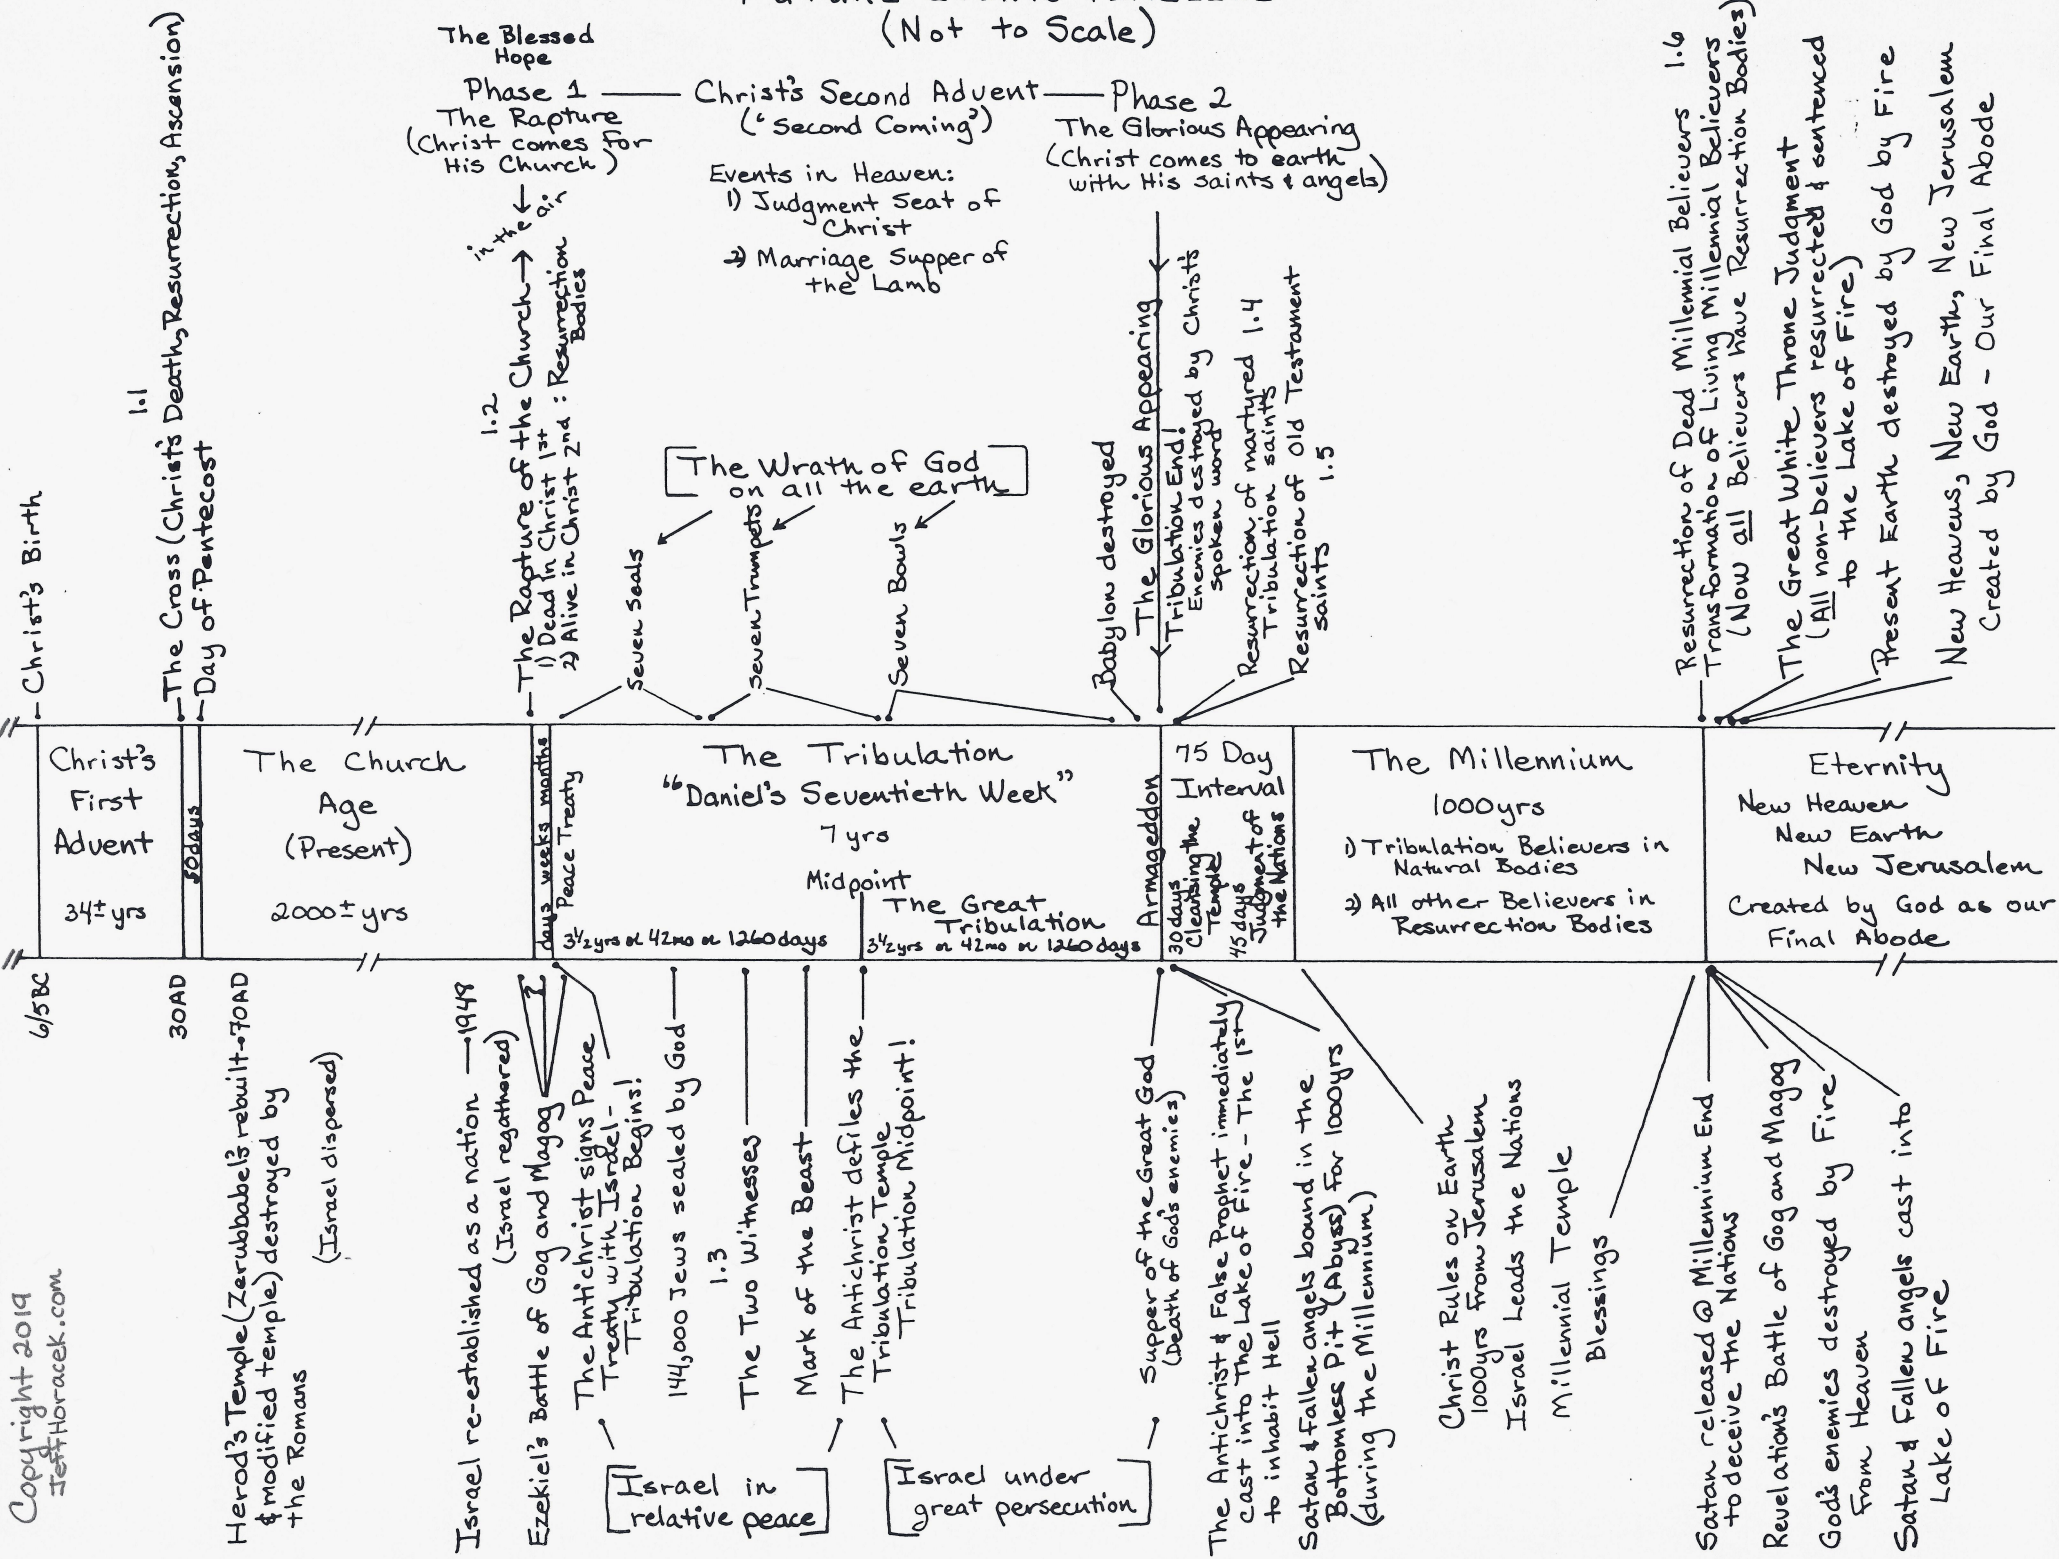 (Not to Scale)
The Blessed
Hope
Phase 1
The Rapture
(Christ comes for
His Church)
in the air
Christ's Second Advent
("Second Coming")
Events in Heaven:
1) Judgment Seat of
Christ
2) Marriage Supper of
the Lamb
Phase 2
The Glorious Appearing
(Christ comes to earth
with His saints & angels)
Christ's Birth
1.1
The Cross (Christ's Death, Resurrection, Ascension)
Day of Pentecost
1.2
The Rapture of the Church
1) Dead in Christ 1st
2) Alive in Christ 2nd : Resurrection
Bodies
[The Wrath of God
on all the earth]
Seven Seals
Seven Trumpets
Seven Bowls
Babylon destroyed
The Glorious Appearing
Tribulation End!
Enemies destroyed by Christ's
spoken word
Resurrection of martyred 1.4
Tribulation saints
Resurrection of Old Testament
saints 1.5
Resurrection of Dead Millennial Believers 1.6
Transformation of Living Millennial Believers
(Now all Believers have Resurrection Bodies)
The Great White Throne Judgment
(All non-believers resurrected & sentenced
to the Lake of Fire)
Present Earth destroyed by God by Fire
New Heavens, New Earth, New Jerusalem
Created by God - Our Final Abode
Christ's
First
Advent
34± yrs
50 days
The Church
Age
(Present)
2000± yrs
days weeks months
Peace Treaty
The Tribulation
"Daniel's Seventieth Week"
7 yrs
Midpoint
The Great
Tribulation
3½ yrs or 42mo or 1260 days
3½ yrs or 42mo or 1260 days
Armageddon
75 Day
Interval
30 days
Cleansing the
Temple
45 days
Judgment of
the Nations
The Millennium
1000yrs
1) Tribulation Believers in
Natural Bodies
2) All other Believers in
Resurrection Bodies
Eternity
New Heaven
New Earth
New Jerusalem
Created by God as our
Final Abode
6/5BC
30AD
Herod's Temple (Zerubbabel's rebuilt→70AD
& modified temple) destroyed by
the Romans
(Israel dispersed)
Israel re-established as a nation →1948
(Israel regathered)
?
Ezekiel's Battle of Gog and Magog
The Antichrist signs Peace
Treaty with Israel-
Tribulation Begins!
144,000 Jews sealed by God
1.3
The Two Witnesses
Mark of the Beast
The Antichrist defiles the
Tribulation Temple
Tribulation Midpoint!
[Israel in
relative peace]
[Israel under
great persecution]
Supper of the Great God
(Death of God's enemies)
The Antichrist & False Prophet immediately
cast into The Lake of Fire - The 1st
to inhabit Hell
Satan & fallen angels bound in the
Bottomless Pit (Abyss) for 1000yrs
(during the Millennium)
Christ Rules on Earth
1000yrs from Jerusalem
Israel Leads the Nations
Millennial Temple
Blessings
Satan released @ Millennium End
to deceive the Nations
Revelation's Battle of Gog and Magog
God's enemies destroyed by Fire
from Heaven
Satan & fallen angels cast into
Lake of Fire
Copyright 2019
JeffHoracek.com